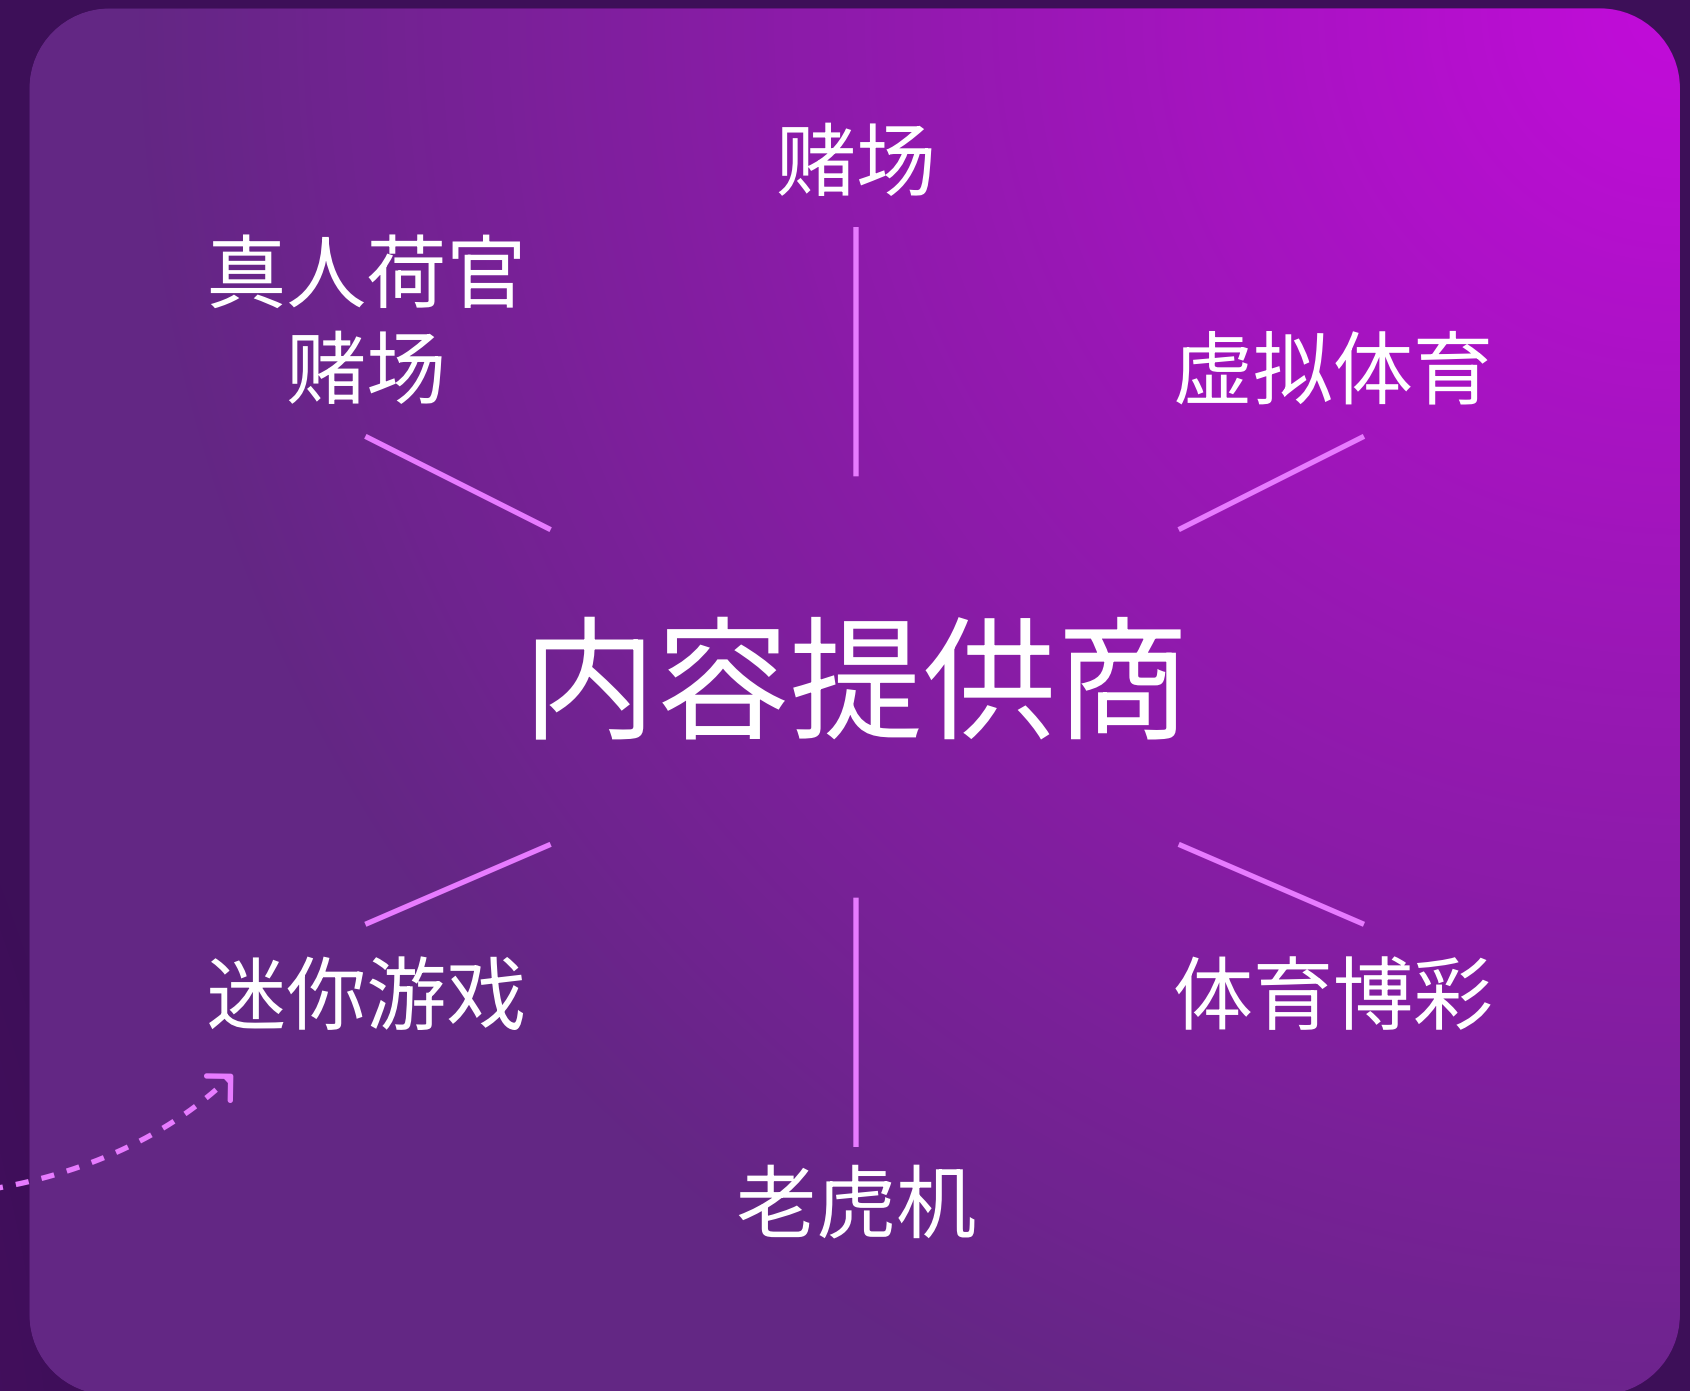 赌场
真人荷官
赌场
虚拟体育
内容提供商
迷你游戏
体育博彩
老虎机